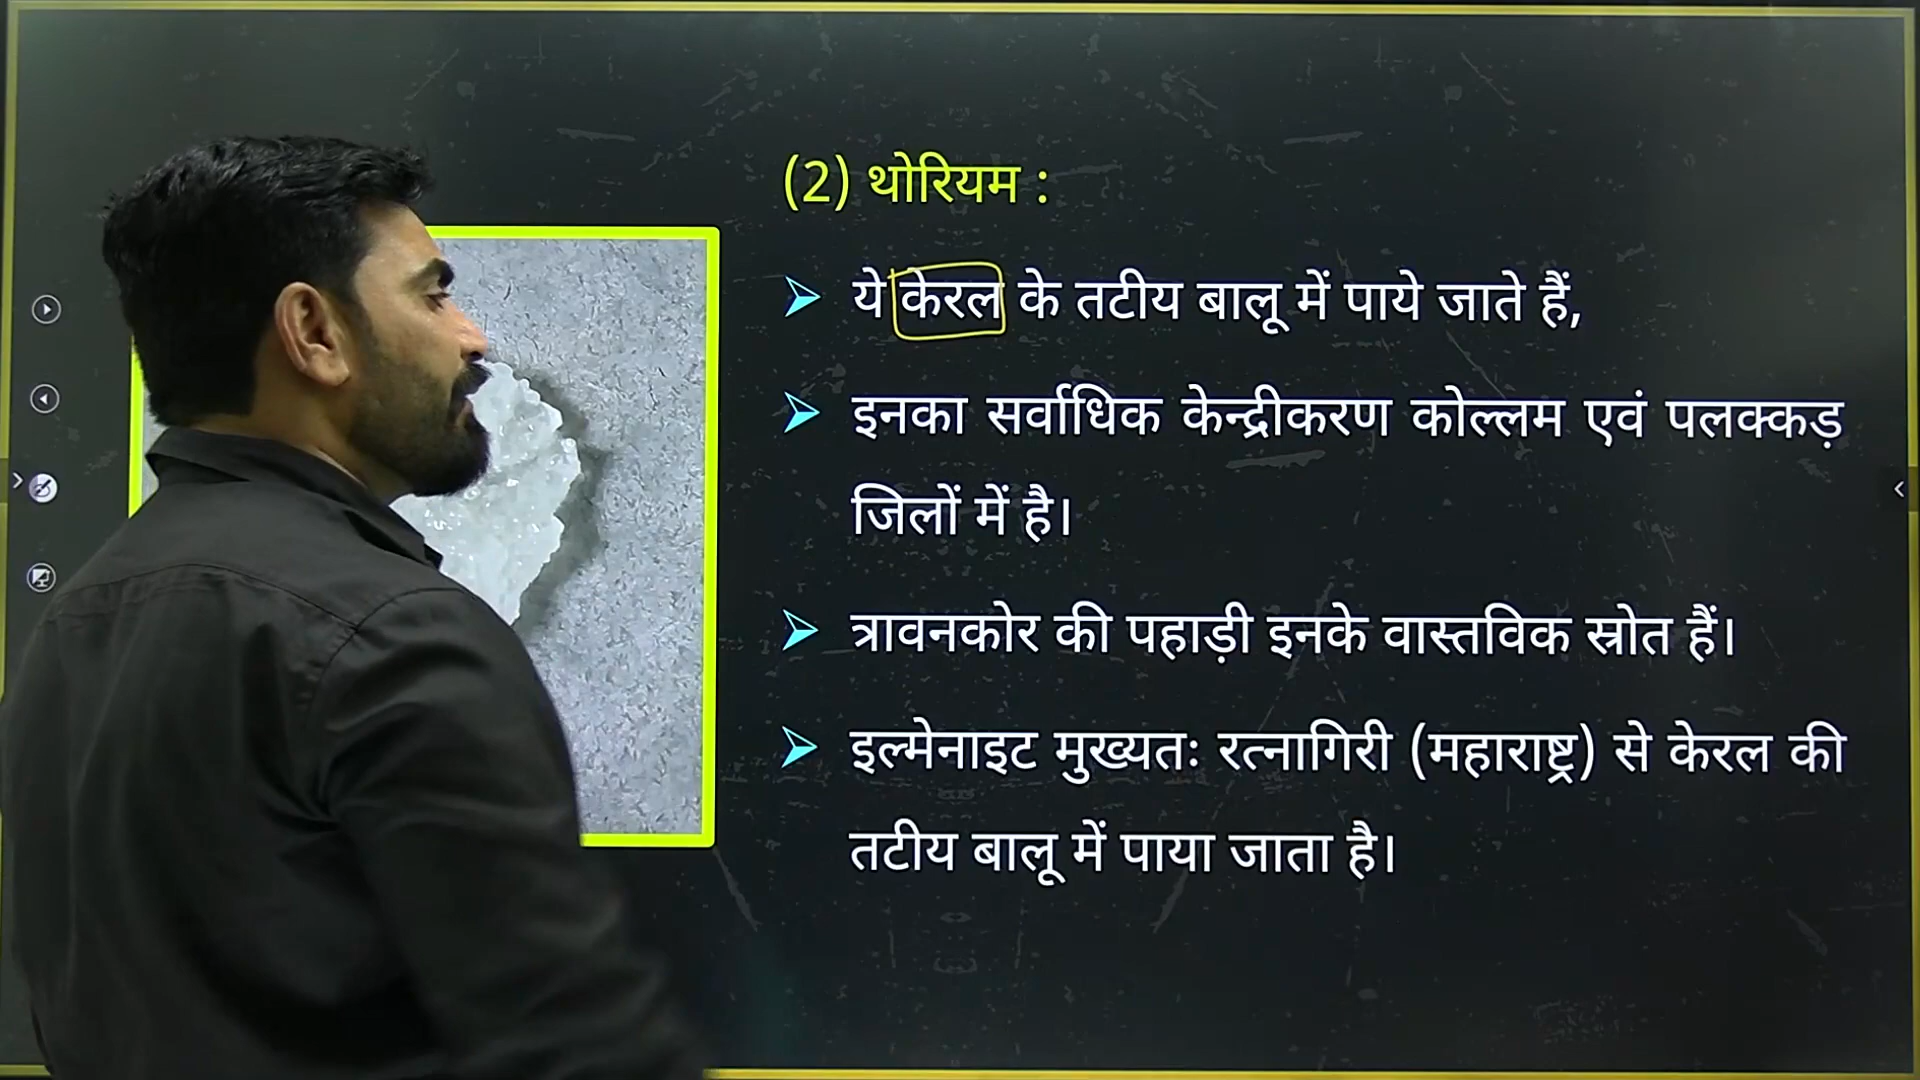 (2) थोरियम :
ये केरल के तटीय बालू में पाये जाते हैं,
इनका सर्वाधिक केन्द्रीकरण कोल्लम एवं पलक्कड़
जिलों में है।
त्रावनकोर की पहाड़ी इनके वास्तविक स्रोत हैं।
इल्मेनाइट मुख्यतः रत्नागिरी (महाराष्ट्र) से केरल की
तटीय बालू में पाया जाता है।